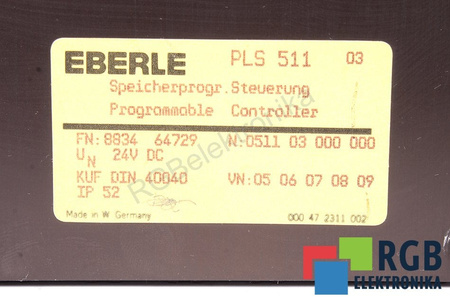 EBERLE PLS 511 03
Speicherprogr. Steuerung
Programmable Controller
FN: 8834 64729 N: 0511 03 000 000
UN 24V DC
KUF DIN 40040 VN: 05 06 07 08 09
IP 52
Made in W. Germany 000 47 2311 002
RGBelektronika
RGB
ELEKTRONIKA